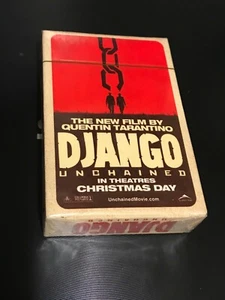 THE NEW FILM BY
QUENTIN TARANTINO
DJANGO
UNCHAINED
IN THEATRES
CHRISTMAS DAY
UnchainedMovie.com
DJANGO